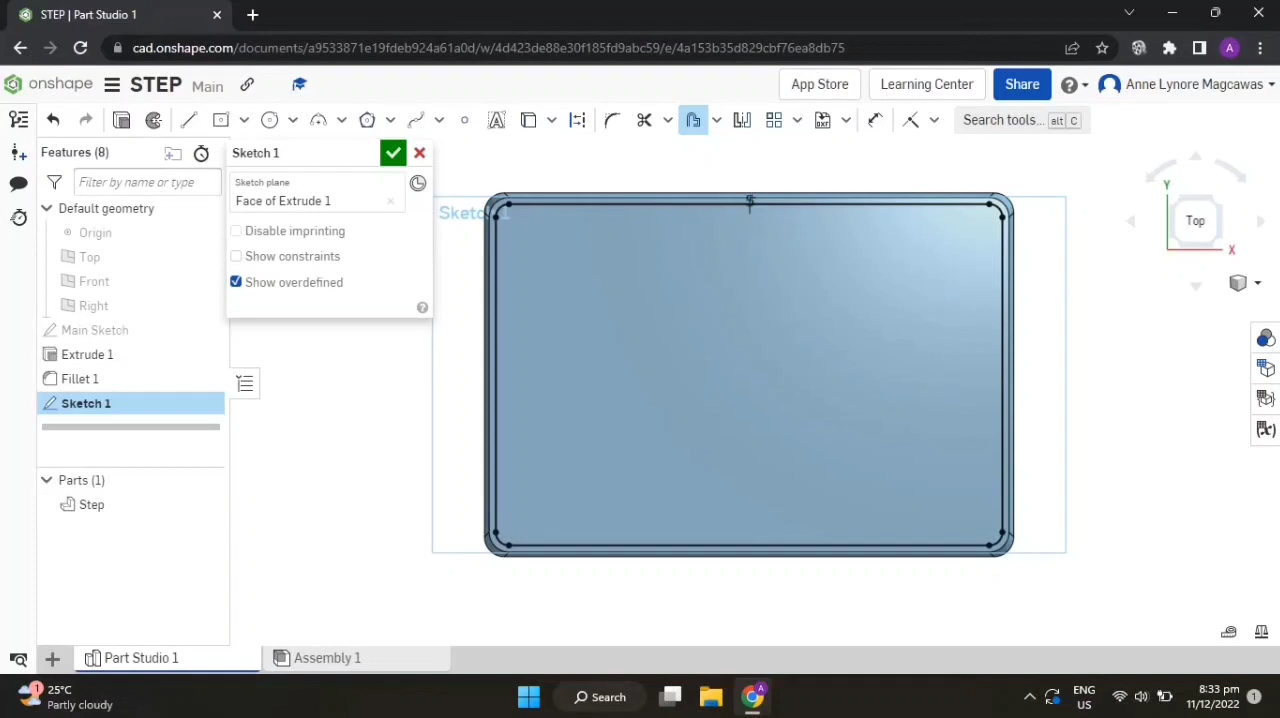 STEP | Part Studio 1
cad.onshape.com/documents/a9533871e19fdeb924a61a0d/w/4d423de88e30f185fd9abc59/e/4a153b35d829cbf76ea8db75
A
onshape
STEP
Main
App Store
Learning Center
Share
Anne Lynore Magcawas
Search tools...
alt
C
Features (8)
Filter by name or type
Default geometry
Origin
Top
Front
Right
Main Sketch
Extrude 1
Fillet 1
Sketch 1
Parts (1)
Step
Sketch 1
Sketch plane
Face of Extrude 1
Disable imprinting
Show constraints
Show overdefined
Sketch 1
Y
Top
X
Part Studio 1
Assembly 1
1
25°C
Partly cloudy
Search
A
ENG
US
8:33 pm
11/12/2022
1